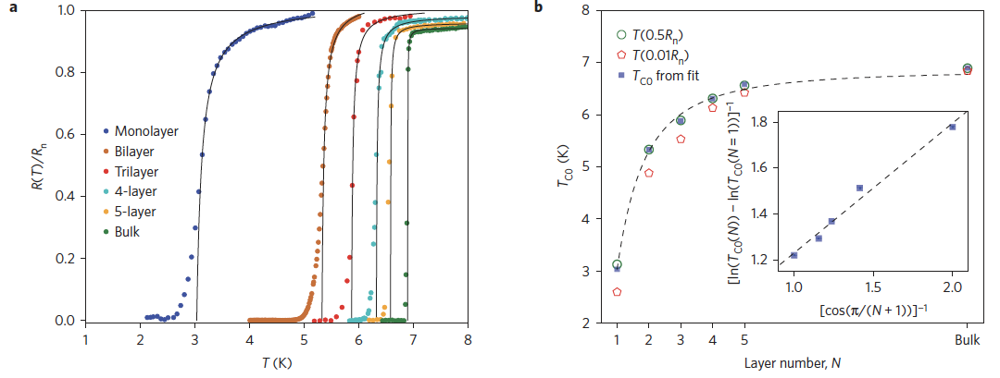 a
1.0
0.8
0.6
0.4
0.2
0.0
R(T)/Rn
Monolayer
Bilayer
Trilayer
4-layer
5-layer
Bulk
1 2 3 4 5 6 7 8
T (K)
b
8
7
6
5
4
3
2
TC0 (K)
T(0.5Rn)
T(0.01Rn)
TC0 from fit
[ln(TC0(N)) − ln(TC0(N = 1))]−1
1.8
1.6
1.4
1.2
1.0 1.5 2.0
[cos(π/(N + 1))]−1
1 2 3 4 5 Bulk
Layer number, N